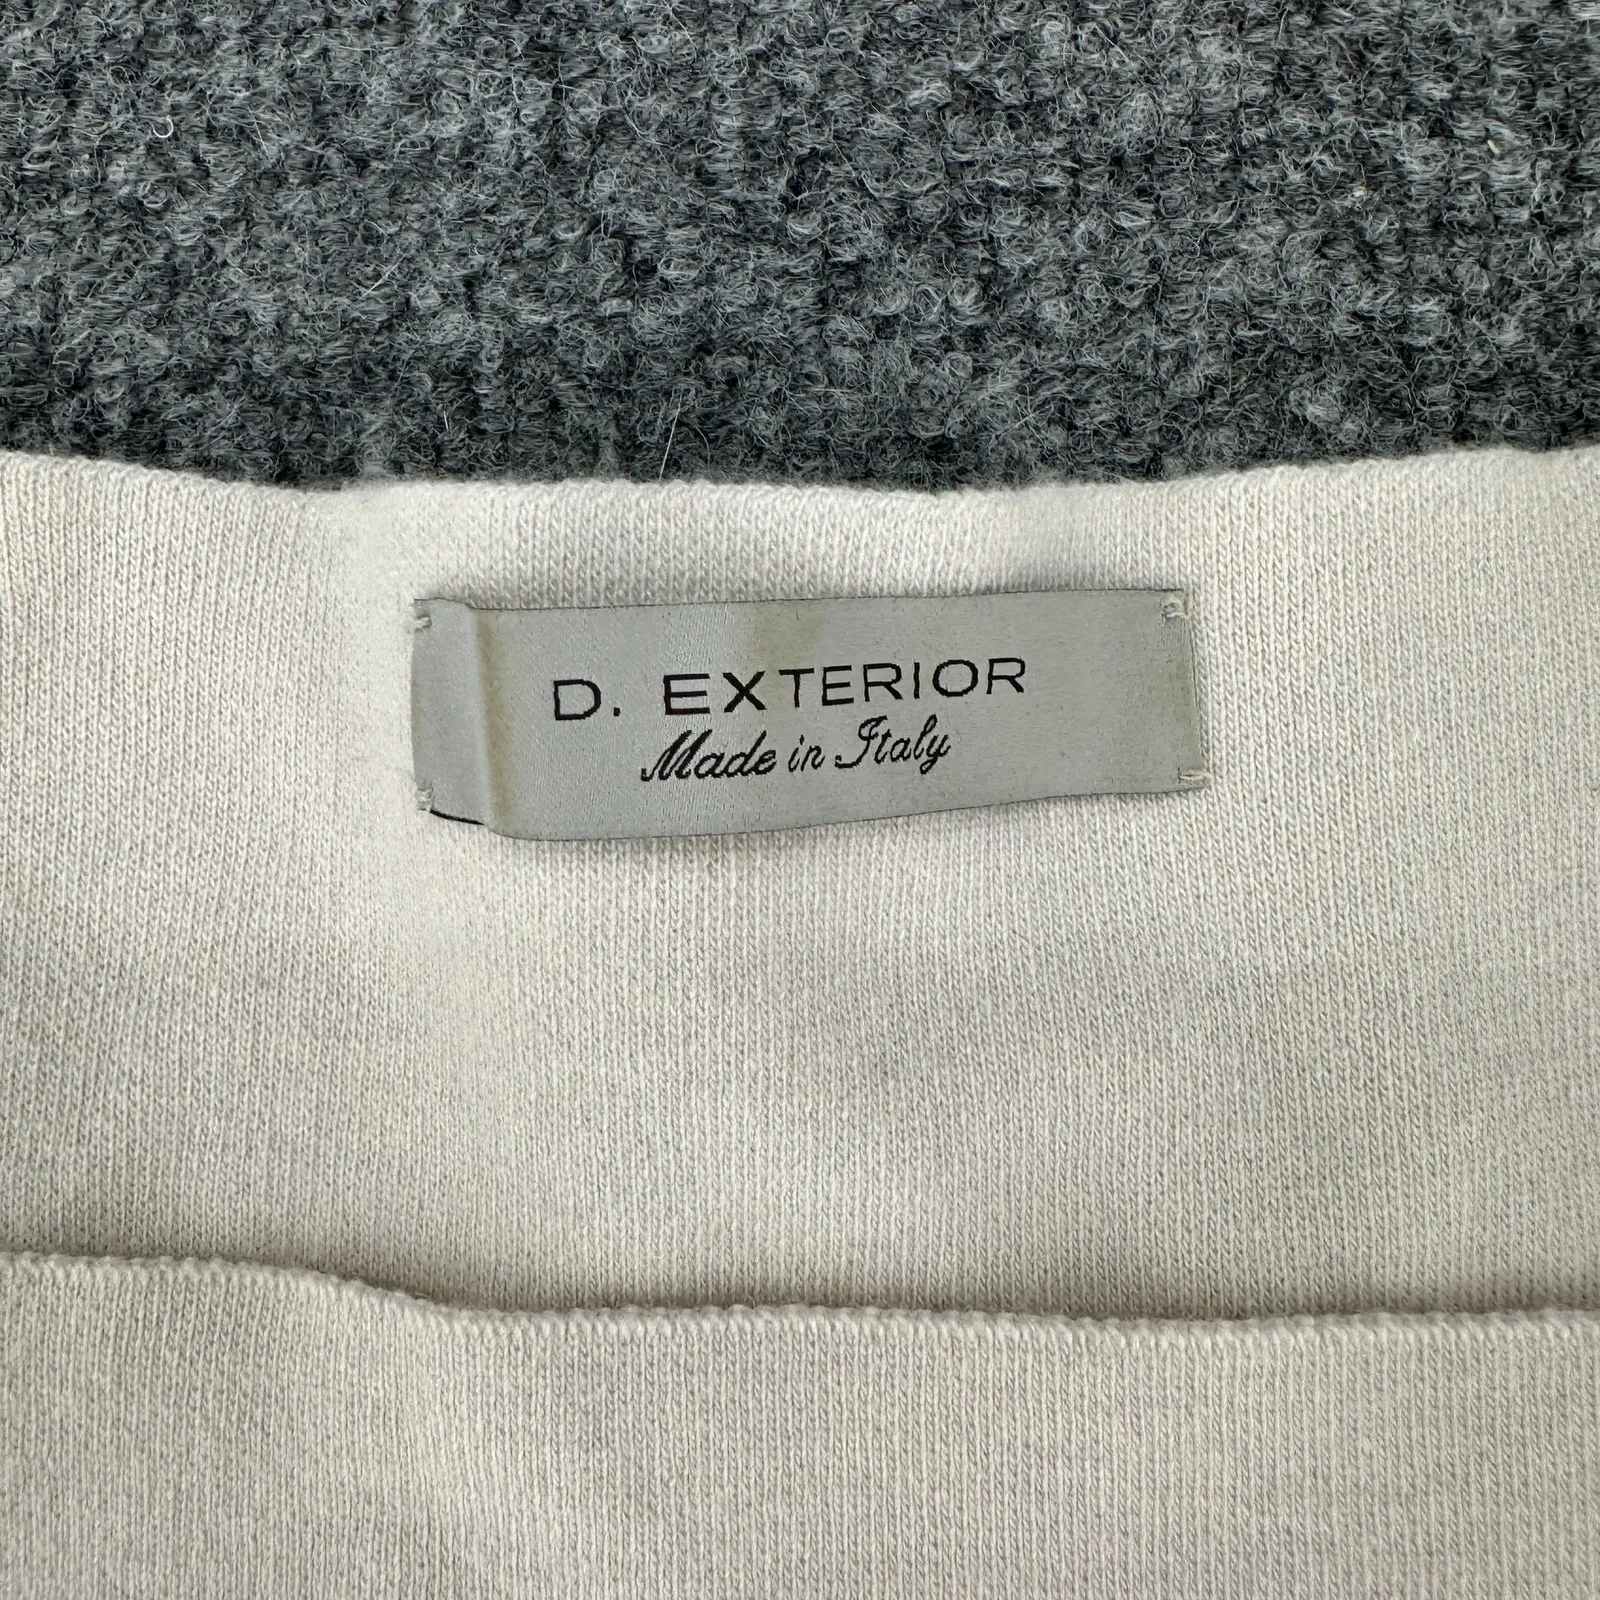 D. EXTERIOR
Made in Italy